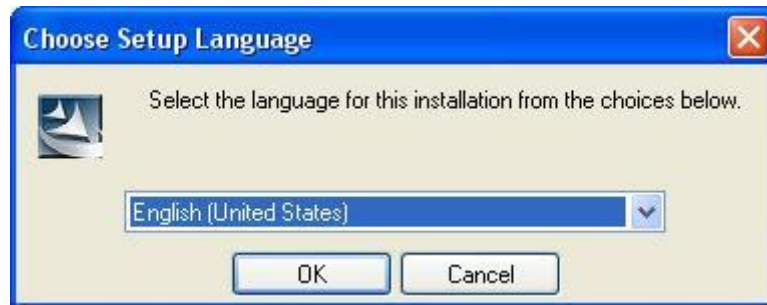 Choose Setup Language
Select the language for this installation from the choices below.
English (United States)
OK
Cancel